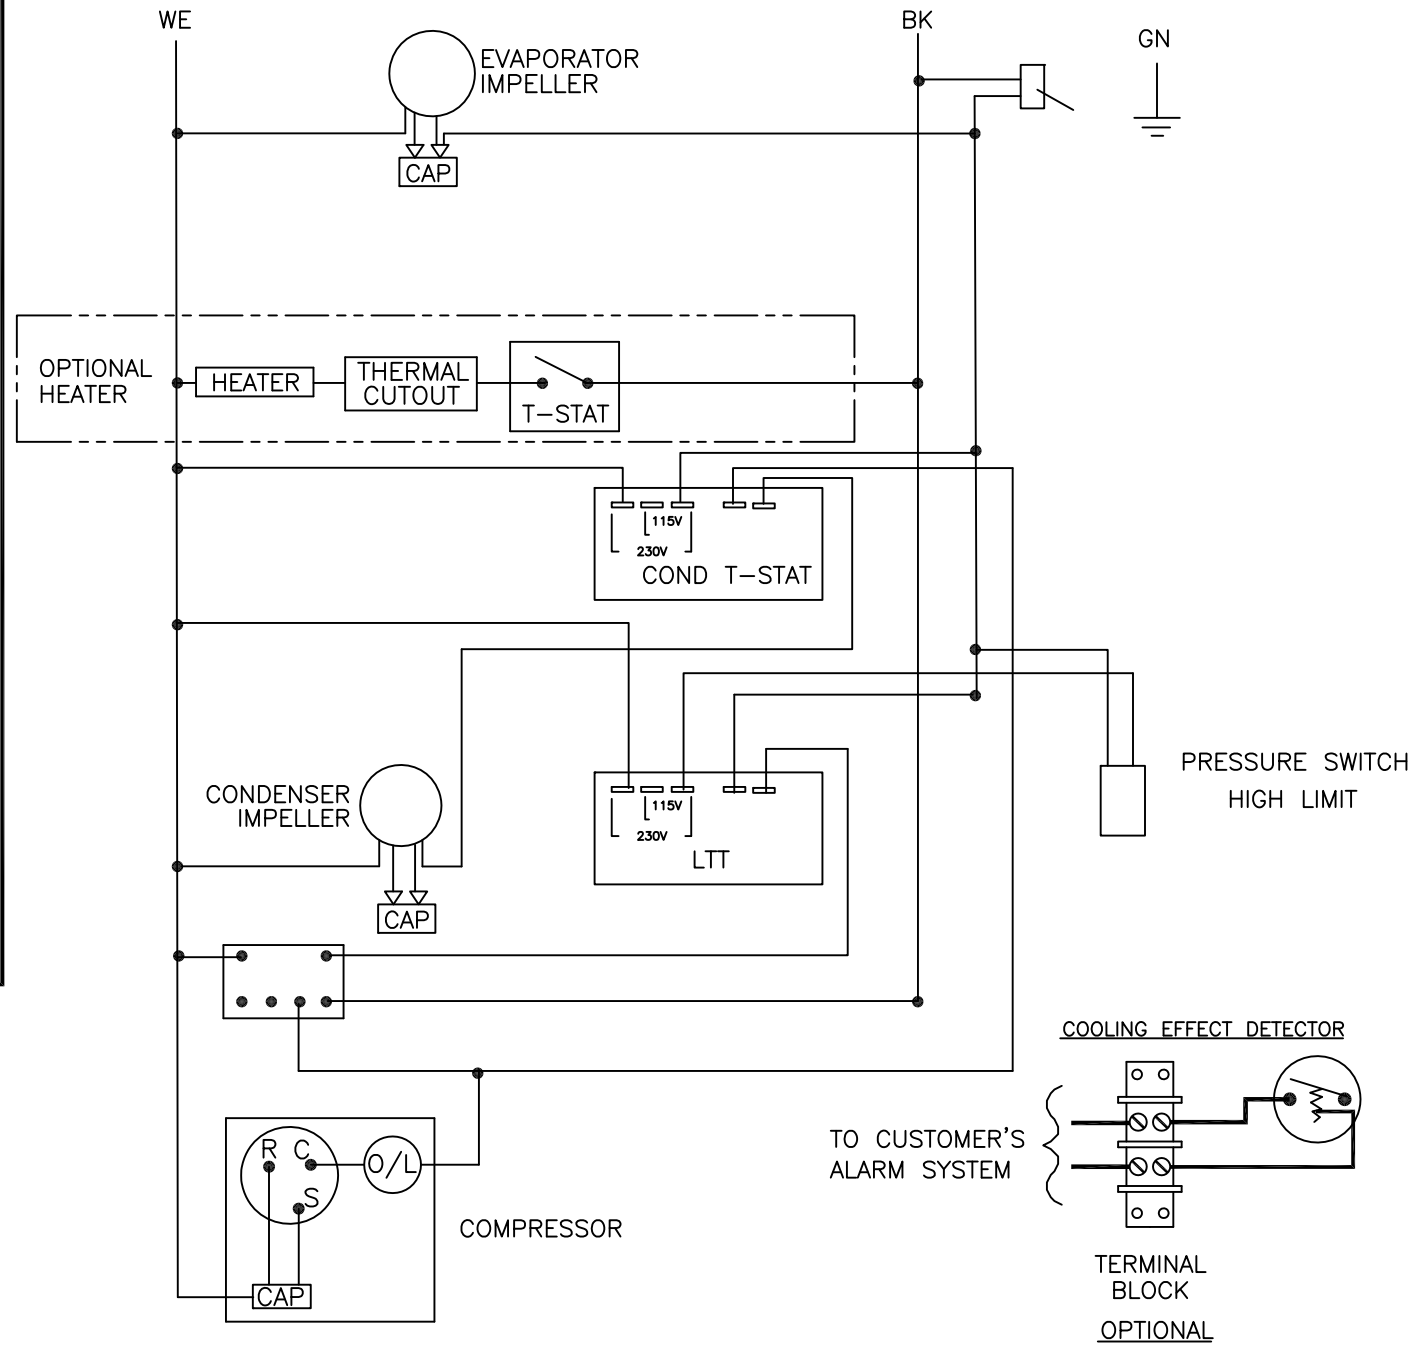 WE
BK
GN
EVAPORATOR
IMPELLER
CAP
OPTIONAL
HEATER
HEATER
THERMAL
CUTOUT
T-STAT
115V
230V
COND T-STAT
115V
230V
LTT
PRESSURE SWITCH
HIGH LIMIT
CONDENSER
IMPELLER
CAP
COOLING EFFECT DETECTOR
TO CUSTOMER'S
ALARM SYSTEM
R
C
O/L
S
COMPRESSOR
CAP
TERMINAL
BLOCK
OPTIONAL